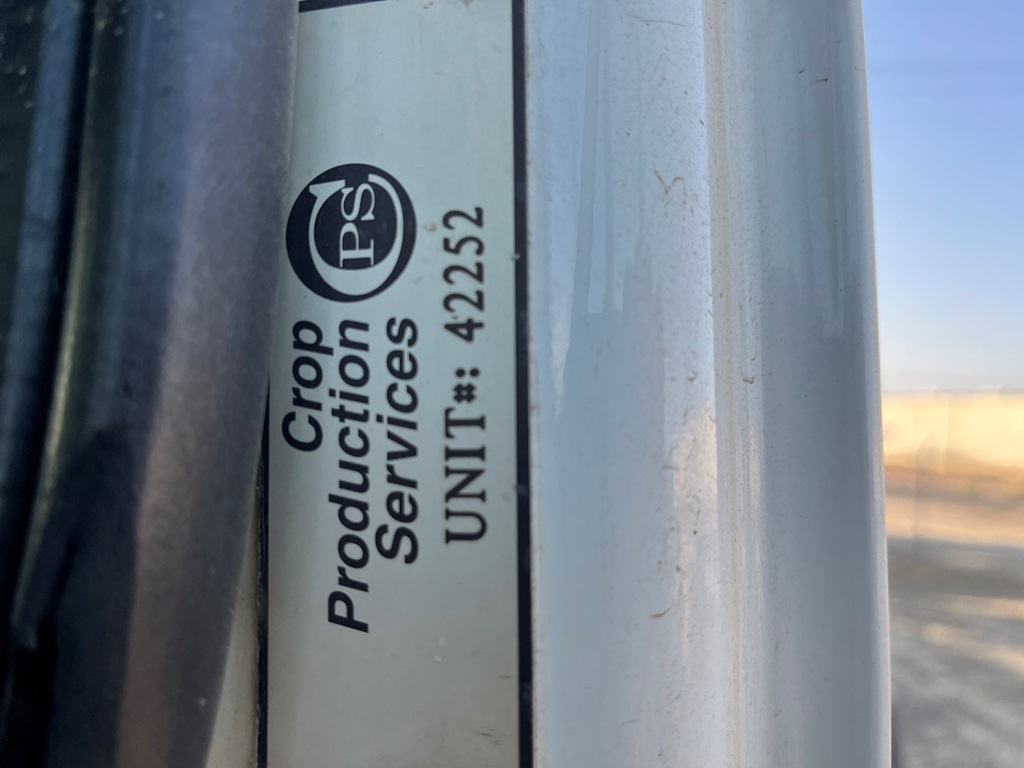 CPS
Crop
Production
Services
UNIT#: 42252